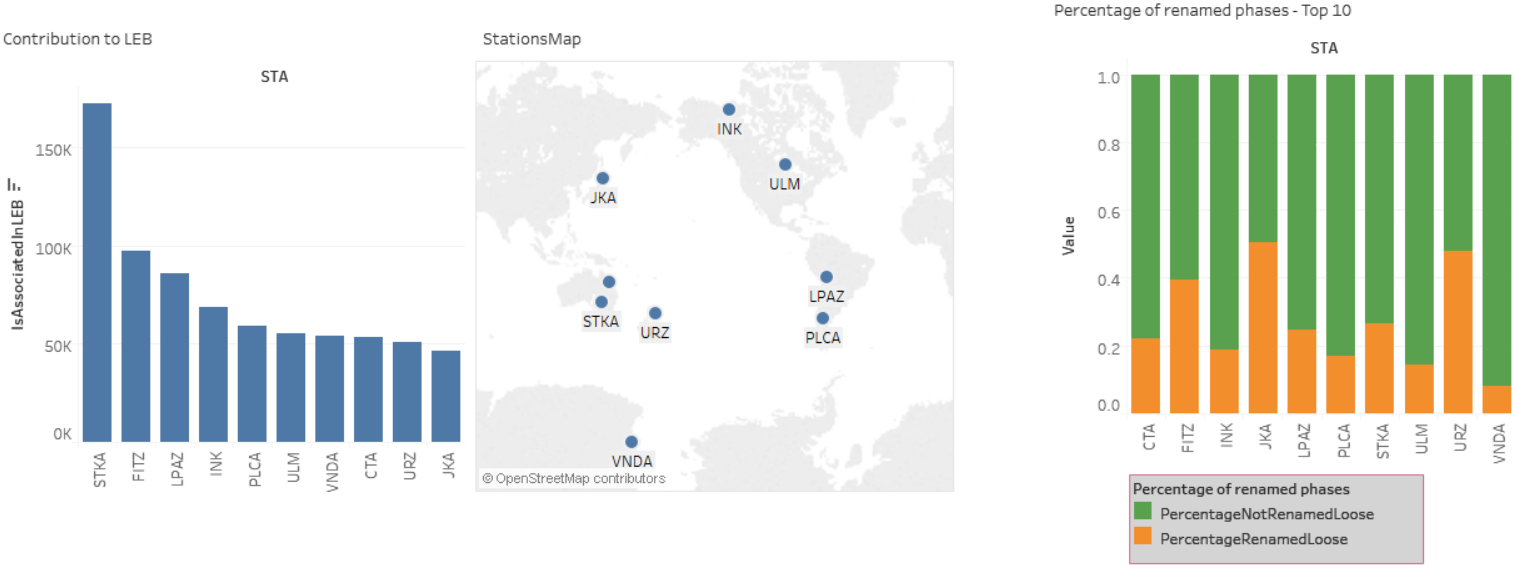 Contribution to LEB
STA
IsAssociatedInLEB
150K
100K
50K
0K
STKA
FITZ
LPAZ
INK
PLCA
ULM
VNDA
CTA
URZ
JKA
StationsMap
INK
ULM
JKA
LPAZ
STKA
URZ
PLCA
VNDA
© OpenStreetMap contributors
Percentage of renamed phases - Top 10
STA
Value
1.0
0.8
0.6
0.4
0.2
0.0
CTA
FITZ
INK
JKA
LPAZ
PLCA
STKA
ULM
URZ
VNDA
Percentage of renamed phases
PercentageNotRenamedLoose
PercentageRenamedLoose